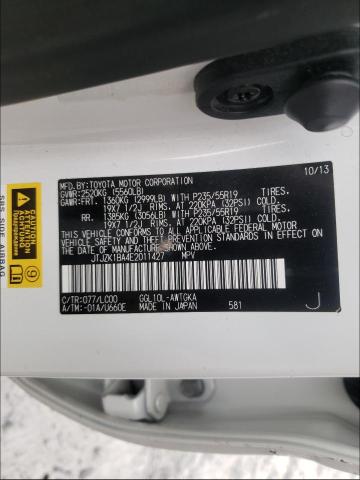 MFD.BY:TOYOTA MOTOR CORPORATION 10/13
GVWR:2520KG (5560LB)
GAWR:FRT. 1360KG (2999LB) WITH P235/55R19 TIRES,
19X7 1/2J RIMS, AT 220KPA (32PSI) COLD.
RR. 1385KG (3056LB) WITH P235/55R19 TIRES,
19X7 1/2J RIMS, AT 220KPA (32PSI) COLD.
THIS VEHICLE CONFORMS TO ALL APPLICABLE FEDERAL MOTOR
VEHICLE SAFETY, BUMPER, AND THEFT PREVENTION STANDARDS
IN EFFECT ON THE DATE OF MANUFACTURE SHOWN ABOVE.
JTJZK1BA4E2011427 MPV
C/TR:077/LC00 GGL10L-AWTGKA
A/TM:-01A/U660E MADE IN JAPAN 581 J
SRS SIDE AIRBAG